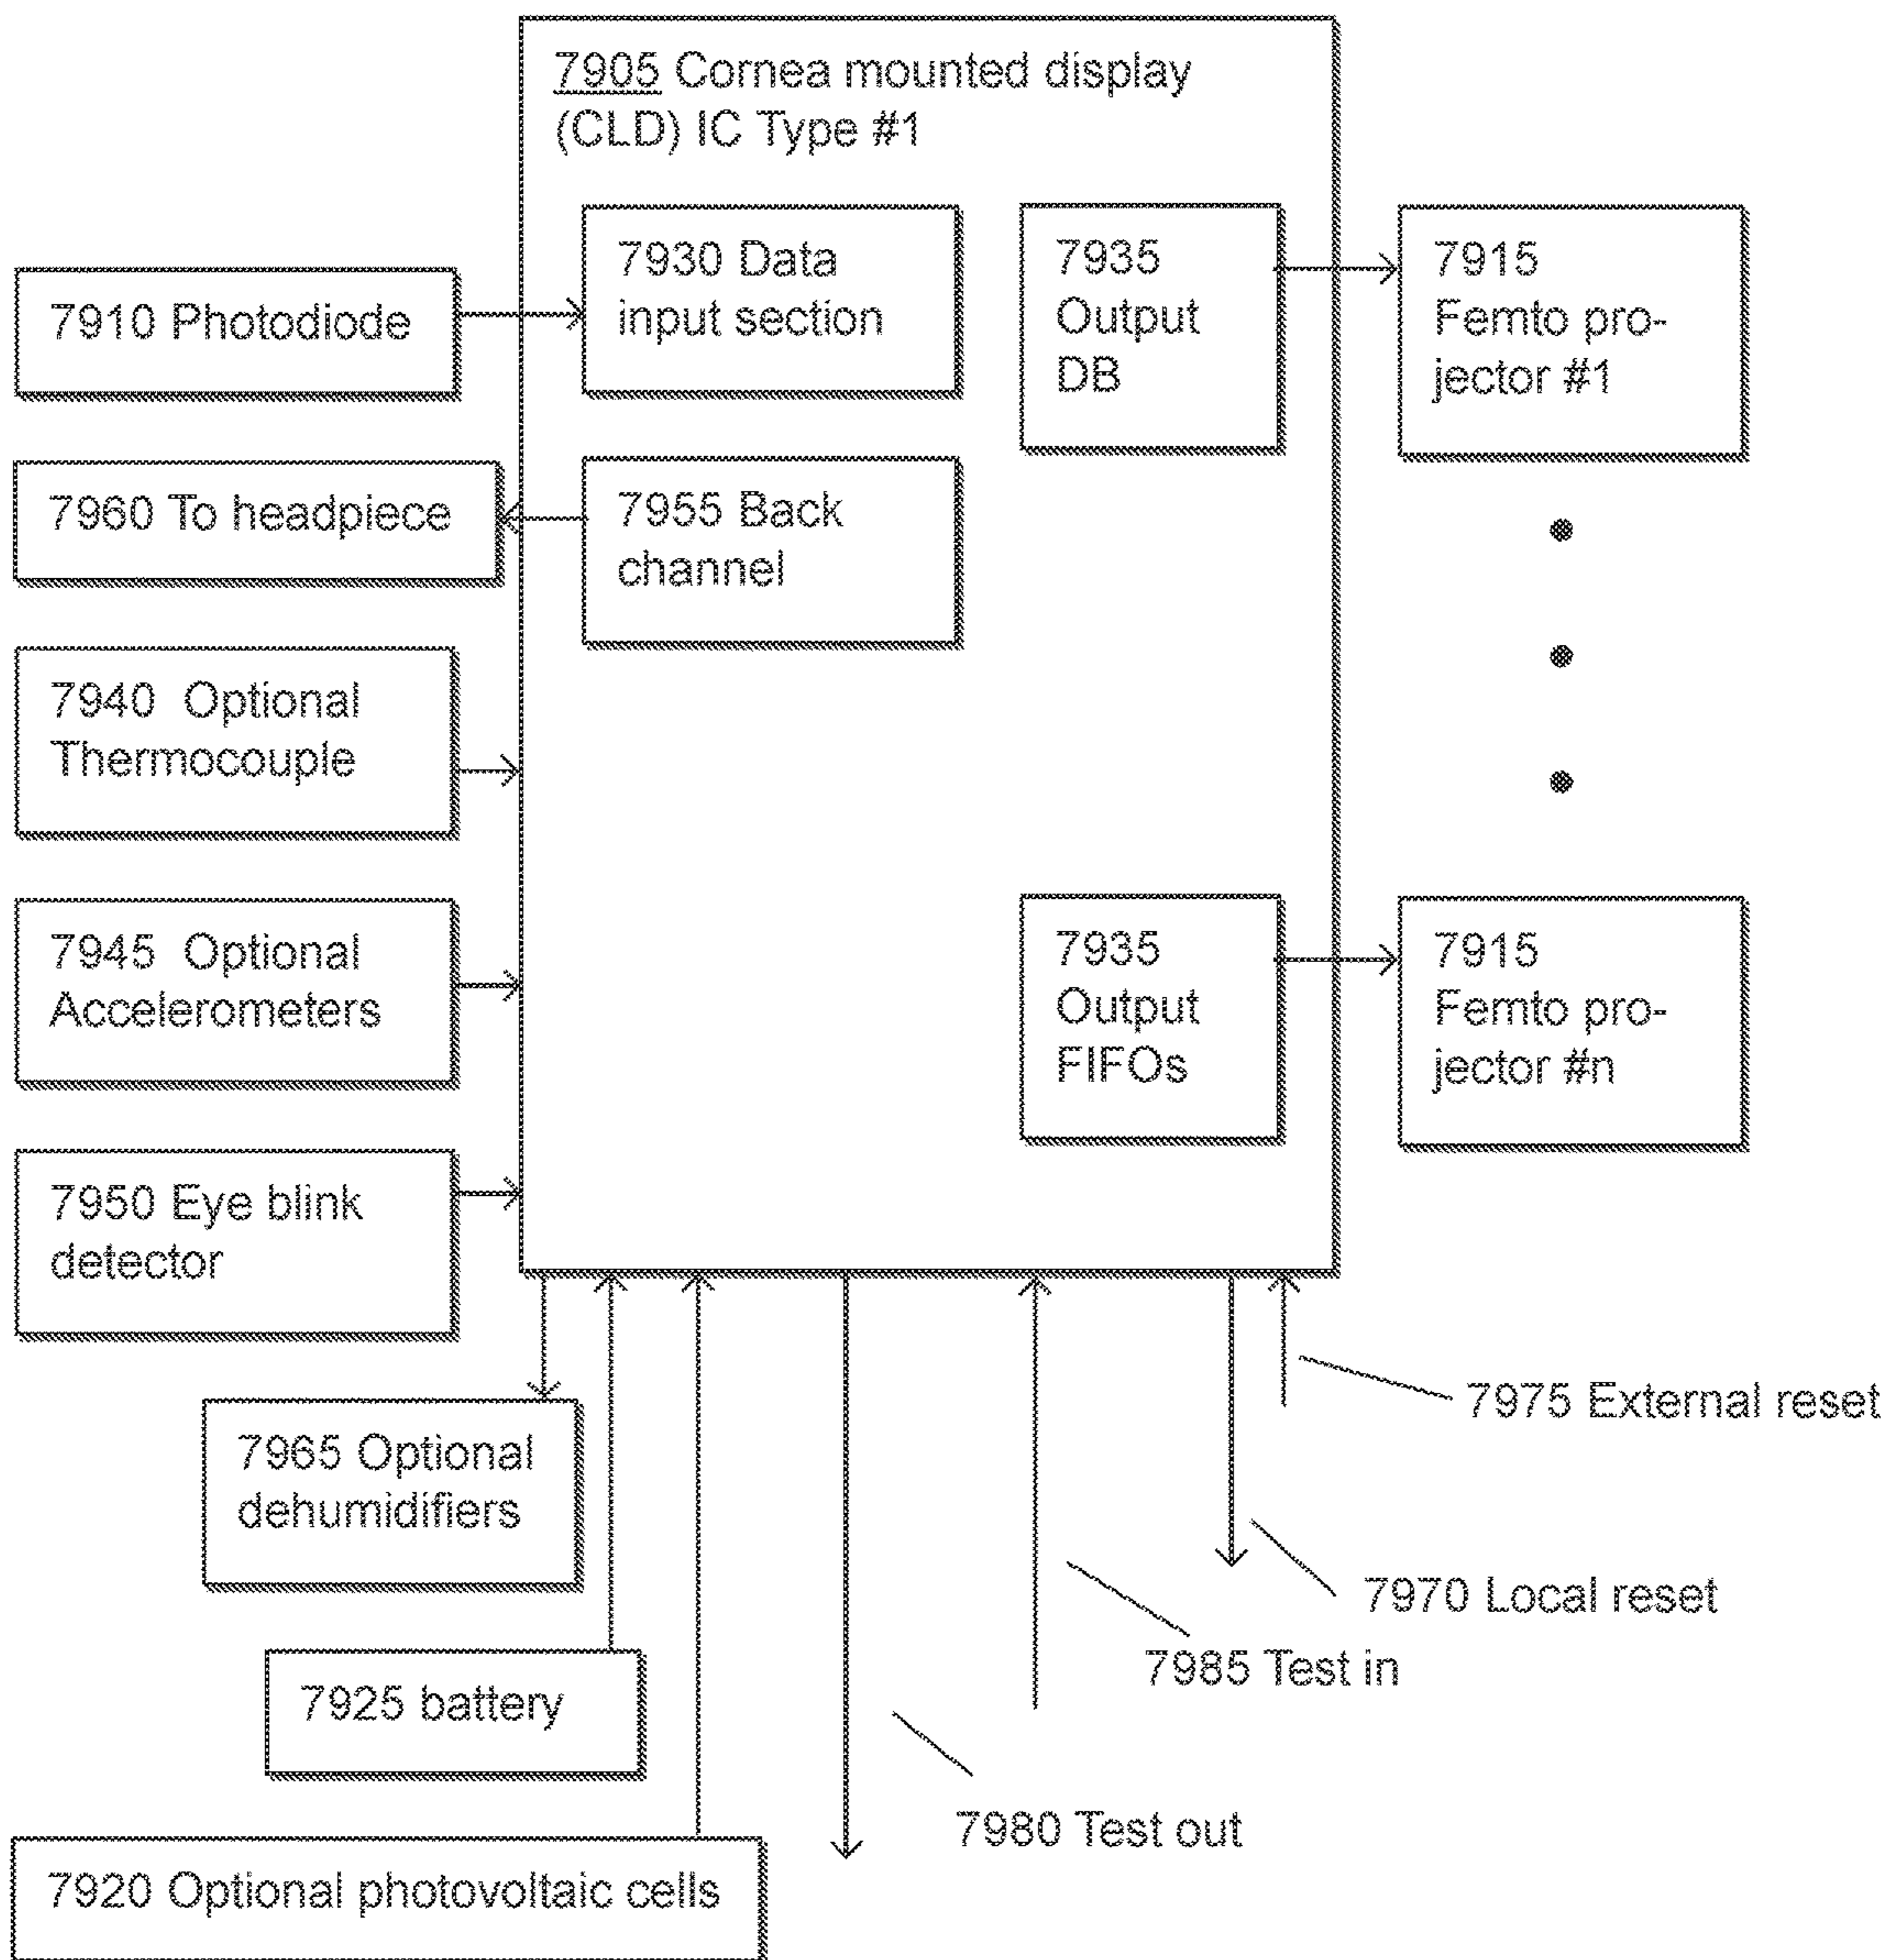 7905 Cornea mounted display
(CLD) IC Type #1
7910 Photodiode
7930 Data
input section
7935
Output
DB
7915
Femto pro-
jector #1
7960 To headpiece
7955 Back
channel
7940 Optional
Thermocouple
7945 Optional
Accelerometers
7935
Output
FIFOs
7915
Femto pro-
jector #n
7950 Eye blink
detector
7975 External reset
7965 Optional
dehumidifiers
7970 Local reset
7985 Test in
7925 battery
7980 Test out
7920 Optional photovoltaic cells